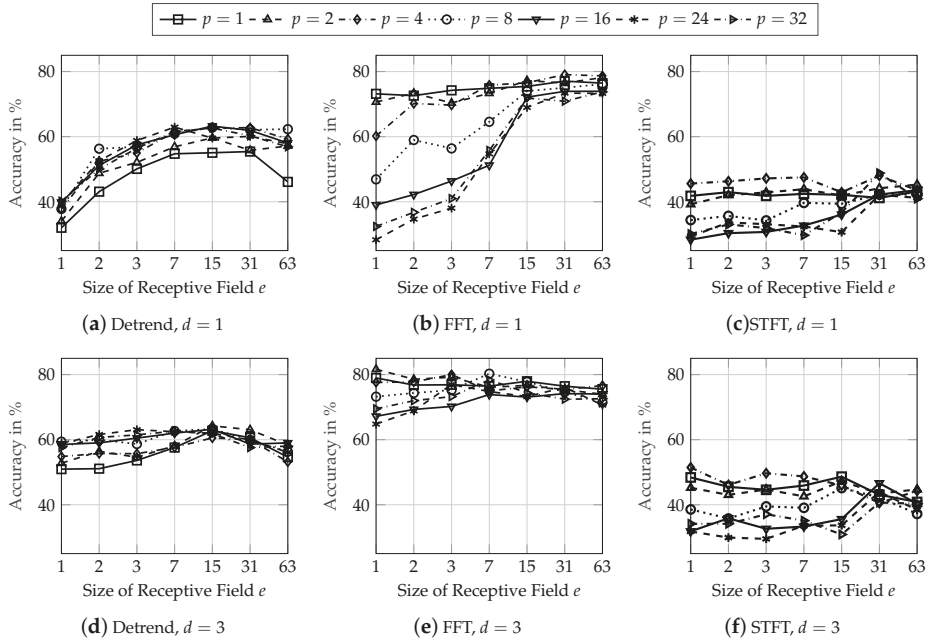 p = 1 p = 2 p = 4 p = 8 p = 16 p = 24 p = 32
Accuracy in %
80
60
40
1 2 3 7 15 31 63
Size of Receptive Field e
(a) Detrend, d = 1
Accuracy in %
80
60
40
1 2 3 7 15 31 63
Size of Receptive Field e
(b) FFT, d = 1
Accuracy in %
80
60
40
1 2 3 7 15 31 63
Size of Receptive Field e
(c)STFT, d = 1
Accuracy in %
80
60
40
1 2 3 7 15 31 63
Size of Receptive Field e
(d) Detrend, d = 3
Accuracy in %
80
60
40
1 2 3 7 15 31 63
Size of Receptive Field e
(e) FFT, d = 3
Accuracy in %
80
60
40
1 2 3 7 15 31 63
Size of Receptive Field e
(f) STFT, d = 3